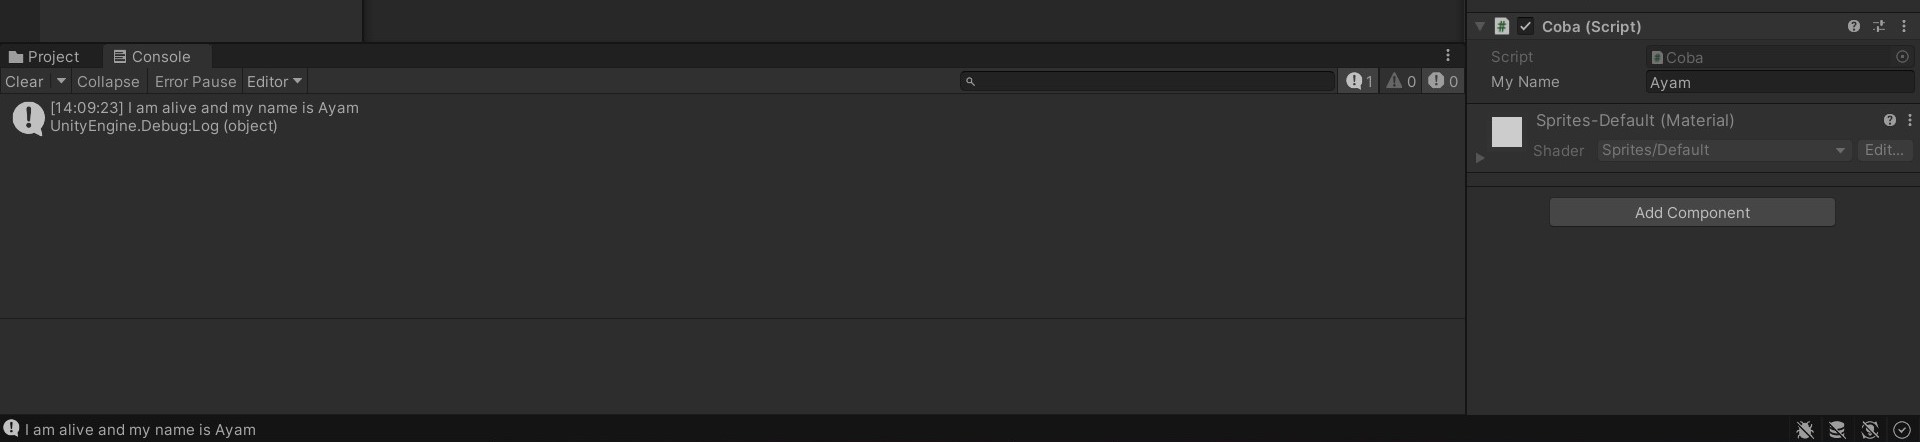 Project Console
Clear Collapse Error Pause Editor 1 0 0
[14:09:23] I am alive and my name is Ayam
UnityEngine.Debug:Log (object)
I am alive and my name is Ayam
# Coba (Script)
Script # Coba
My Name Ayam
Sprites-Default (Material)
Shader Sprites/Default Edit...
Add Component